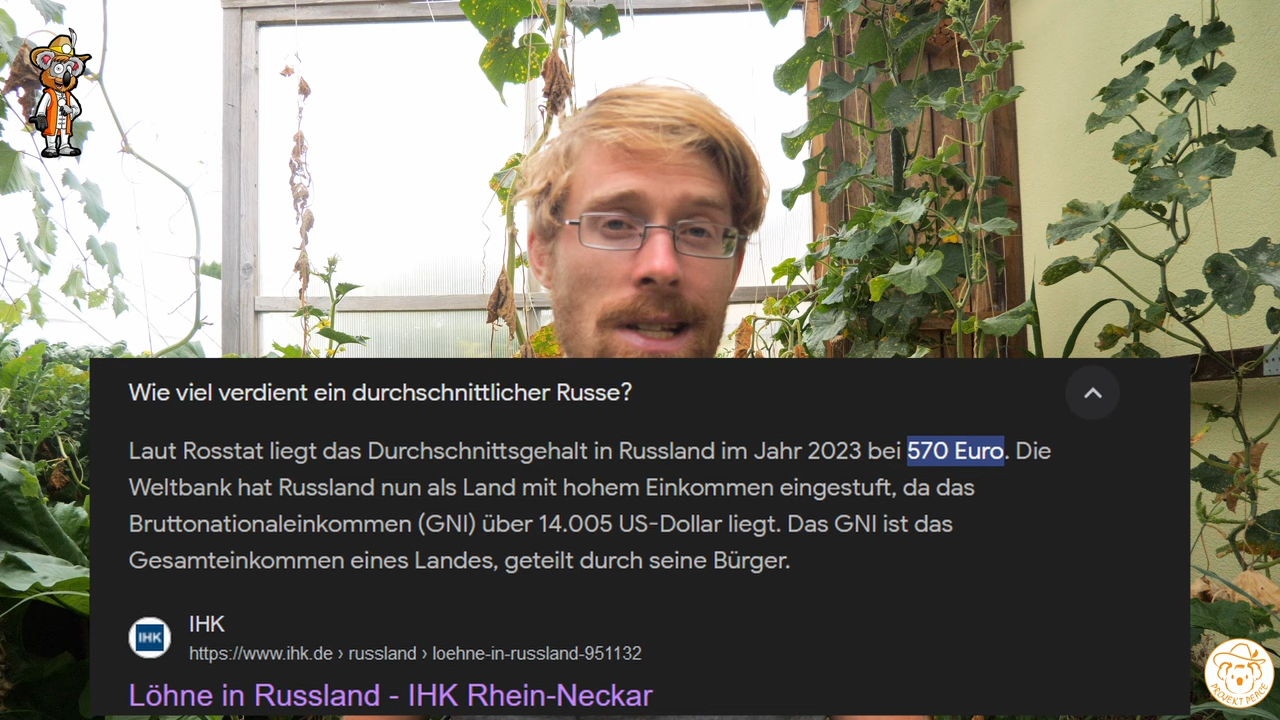 Wie viel verdient ein durchschnittlicher Russe?
Laut Rosstat liegt das Durchschnittsgehalt in Russland im Jahr 2023 bei 570 Euro. Die
Weltbank hat Russland nun als Land mit hohem Einkommen eingestuft, da das
Bruttonationaleinkommen (GNI) über 14.005 US-Dollar liegt. Das GNI ist das
Gesamteinkommen eines Landes, geteilt durch seine Bürger.
IHK
IHK
https://www.ihk.de › russland › loehne-in-russland-951132
Löhne in Russland - IHK Rhein-Neckar
PROJEKT PEACE